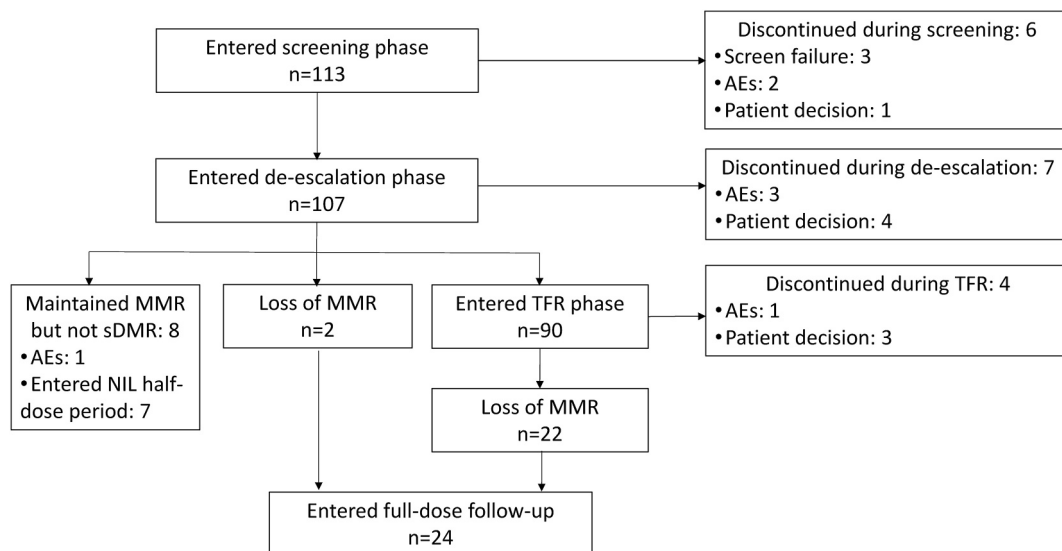 Entered screening phase
n=113
Discontinued during screening: 6
•Screen failure: 3
•AEs: 2
•Patient decision: 1
Entered de-escalation phase
n=107
Discontinued during de-escalation: 7
•AEs: 3
•Patient decision: 4
Maintained MMR
but not sDMR: 8
•AEs: 1
•Entered NIL half-
dose period: 7
Loss of MMR
n=2
Entered TFR phase
n=90
Discontinued during TFR: 4
•AEs: 1
•Patient decision: 3
Loss of MMR
n=22
Entered full-dose follow-up
n=24